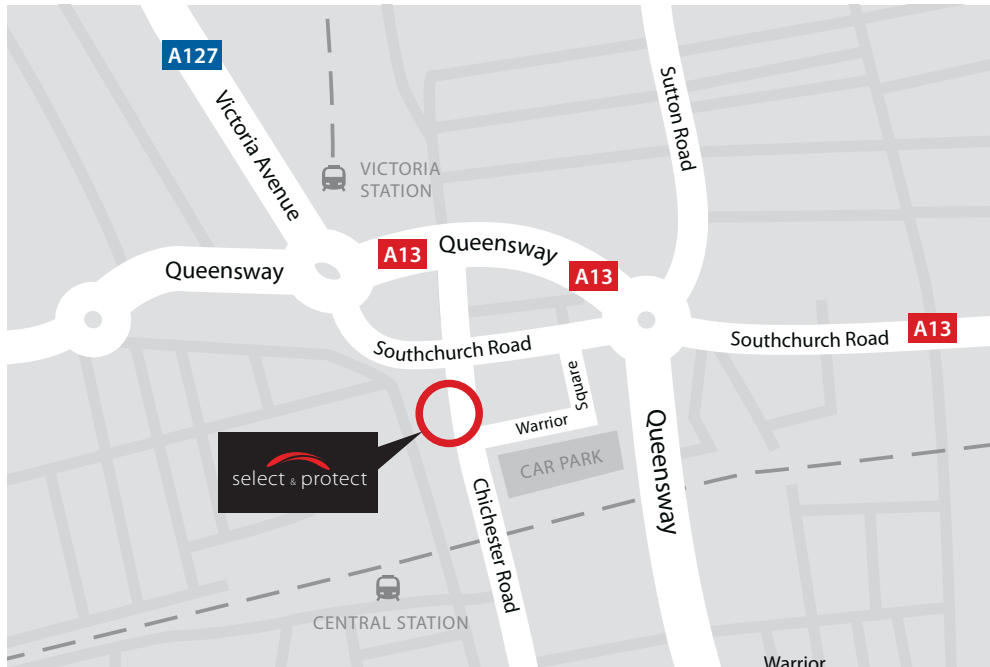 A127
Victoria Avenue
Sutton Road
VICTORIA
STATION
Queensway
A13
Queensway
A13
Southchurch Road
Southchurch Road
A13
Square
Warrior
Queensway
CAR PARK
select & protect
Chichester Road
CENTRAL STATION
Warrior